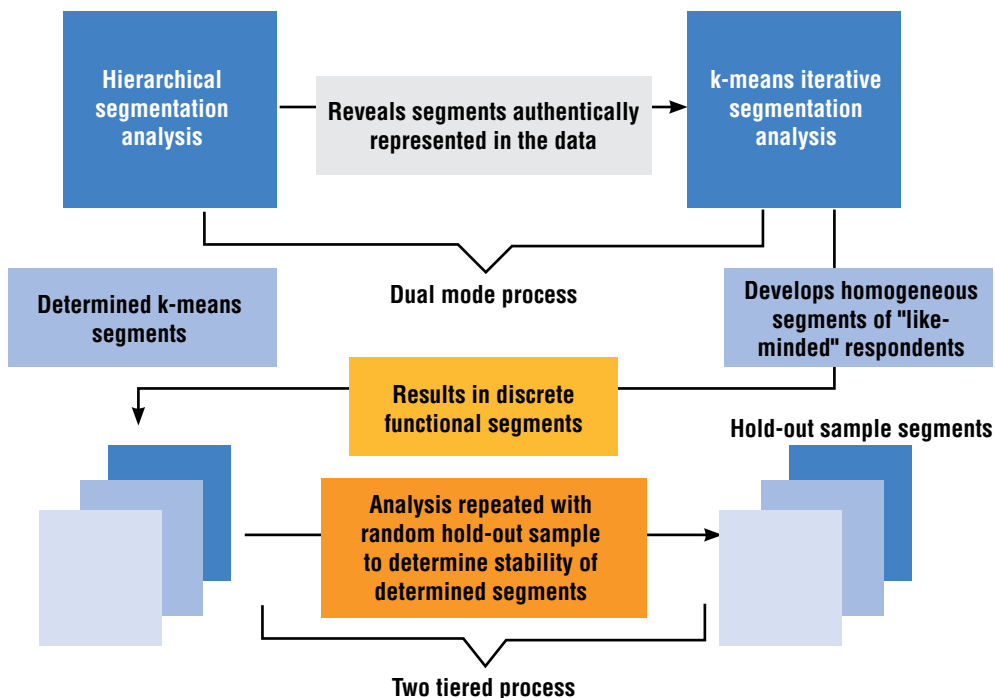 Hierarchical
segmentation
analysis
Reveals segments authentically
represented in the data
k-means iterative
segmentation
analysis
Dual mode process
Determined k-means
segments
Develops homogeneous
segments of "like-
minded" respondents
Results in discrete
functional segments
Hold-out sample segments
Analysis repeated with
random hold-out sample
to determine stability of
determined segments
Two tiered process